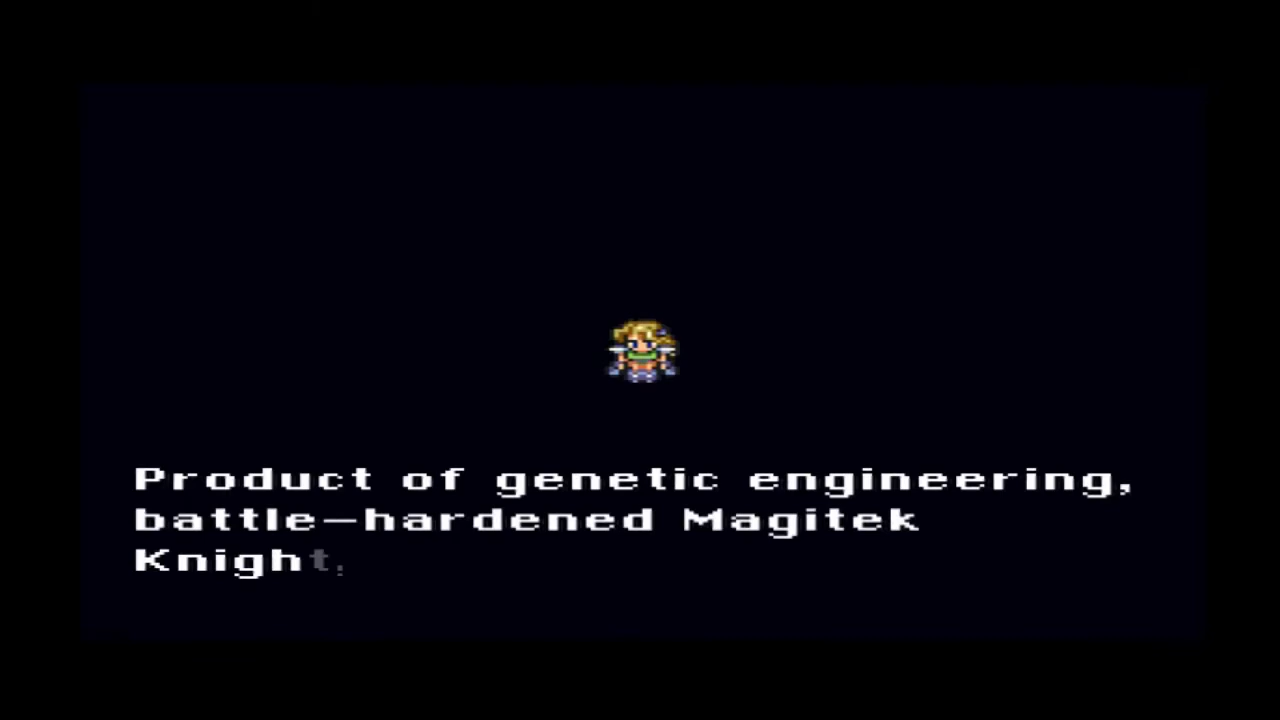 Product of genetic engineering,
battle-hardened Magitek
Knight,